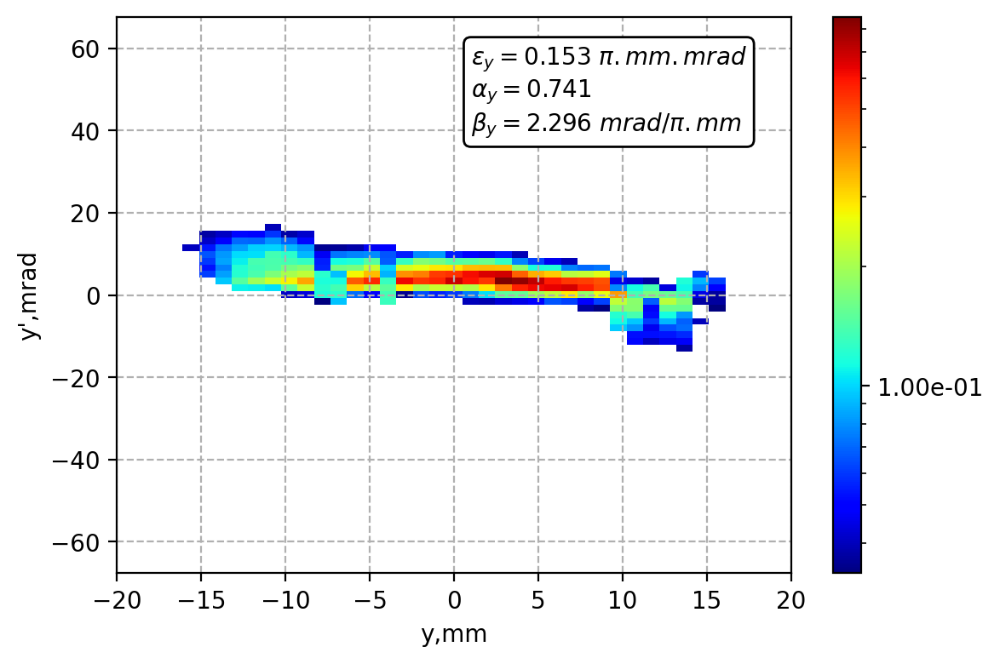 60
40
20
0
−20
−40
−60
y',mrad
εy = 0.153 π.mm.mrad
αy = 0.741
βy = 2.296 mrad/π.mm
−20 −15 −10 −5 0 5 10 15 20
y,mm
1.00e-01